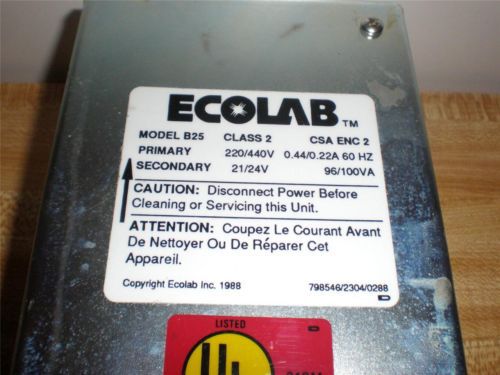 ECOLAB TM
MODEL B25 CLASS 2 CSA ENC 2
PRIMARY 220/440V 0.44/0.22A 60 HZ
SECONDARY 21/24V 96/100VA
CAUTION: Disconnect Power Before
Cleaning or Servicing this Unit.
ATTENTION: Coupez Le Courant Avant
De Nettoyer Ou De Réparer Cet
Appareil.
Copyright Ecolab Inc. 1988 798546/2304/0288
LISTED